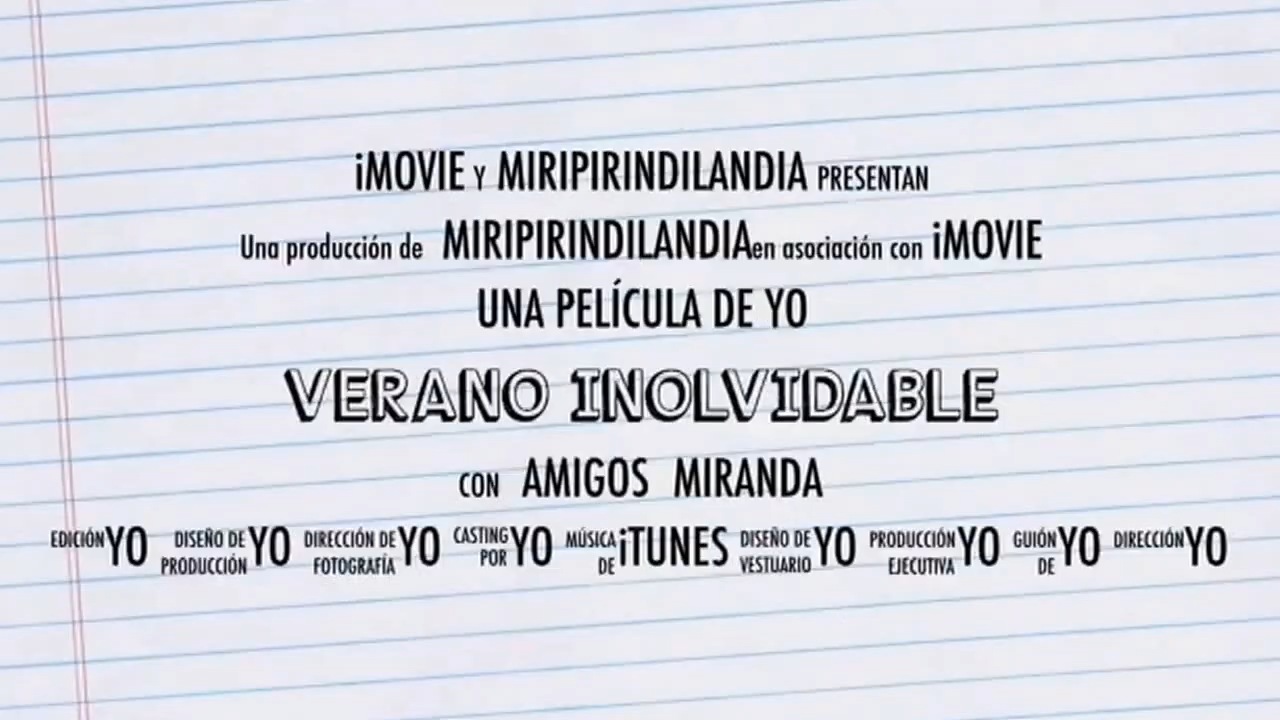 iMOVIE Y MIRIPIRINDILANDIA PRESENTAN
Una producción de MIRIPIRINDILANDIA en asociación con iMOVIE
UNA PELÍCULA DE YO
VERANO INOLVIDABLE
CON AMIGOS MIRANDA
EDICIÓN YO DISEÑO DE PRODUCCIÓN YO DIRECCIÓN DE FOTOGRAFÍA YO CASTING POR YO MÚSICA DE iTUNES DISEÑO DE VESTUARIO YO PRODUCCIÓN EJECUTIVA YO GUIÓN DE YO DIRECCIÓN YO